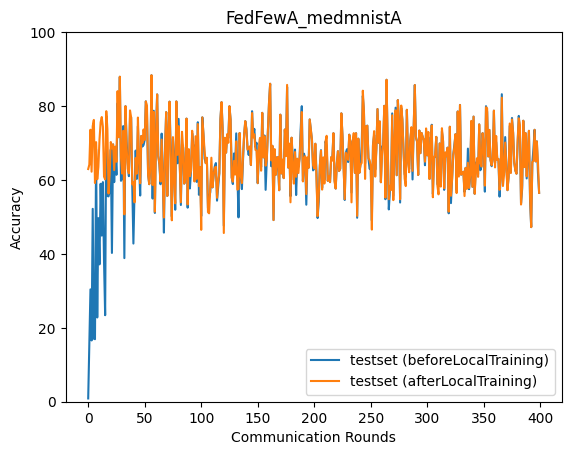 FedFewA_medmnistA
100
80
60
40
20
0
Accuracy
0 50 100 150 200 250 300 350 400
Communication Rounds
testset (beforeLocalTraining)
testset (afterLocalTraining)